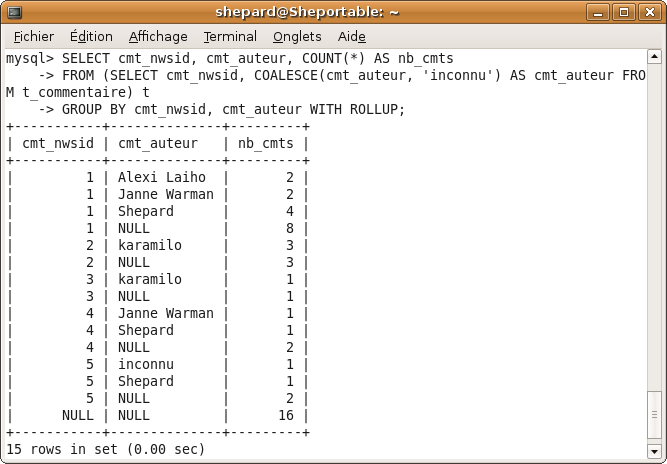 shepard@Sheportable: ~
Fichier Édition Affichage Terminal Onglets Aide
mysql> SELECT cmt_nwsid, cmt_auteur, COUNT(*) AS nb_cmts
    -> FROM (SELECT cmt_nwsid, COALESCE(cmt_auteur, 'inconnu') AS cmt_auteur FRO
M t_commentaire) t
    -> GROUP BY cmt_nwsid, cmt_auteur WITH ROLLUP;
+-----------+--------------+---------+
| cmt_nwsid | cmt_auteur   | nb_cmts |
+-----------+--------------+---------+
|         1 | Alexi Laiho  |       2 |
|         1 | Janne Warman |       2 |
|         1 | Shepard      |       4 |
|         1 | NULL         |       8 |
|         2 | karamilo     |       3 |
|         2 | NULL         |       3 |
|         3 | karamilo     |       1 |
|         3 | NULL         |       1 |
|         4 | Janne Warman |       1 |
|         4 | Shepard      |       1 |
|         4 | NULL         |       2 |
|         5 | inconnu      |       1 |
|         5 | Shepard      |       1 |
|         5 | NULL         |       2 |
|      NULL | NULL         |      16 |
+-----------+--------------+---------+
15 rows in set (0.00 sec)